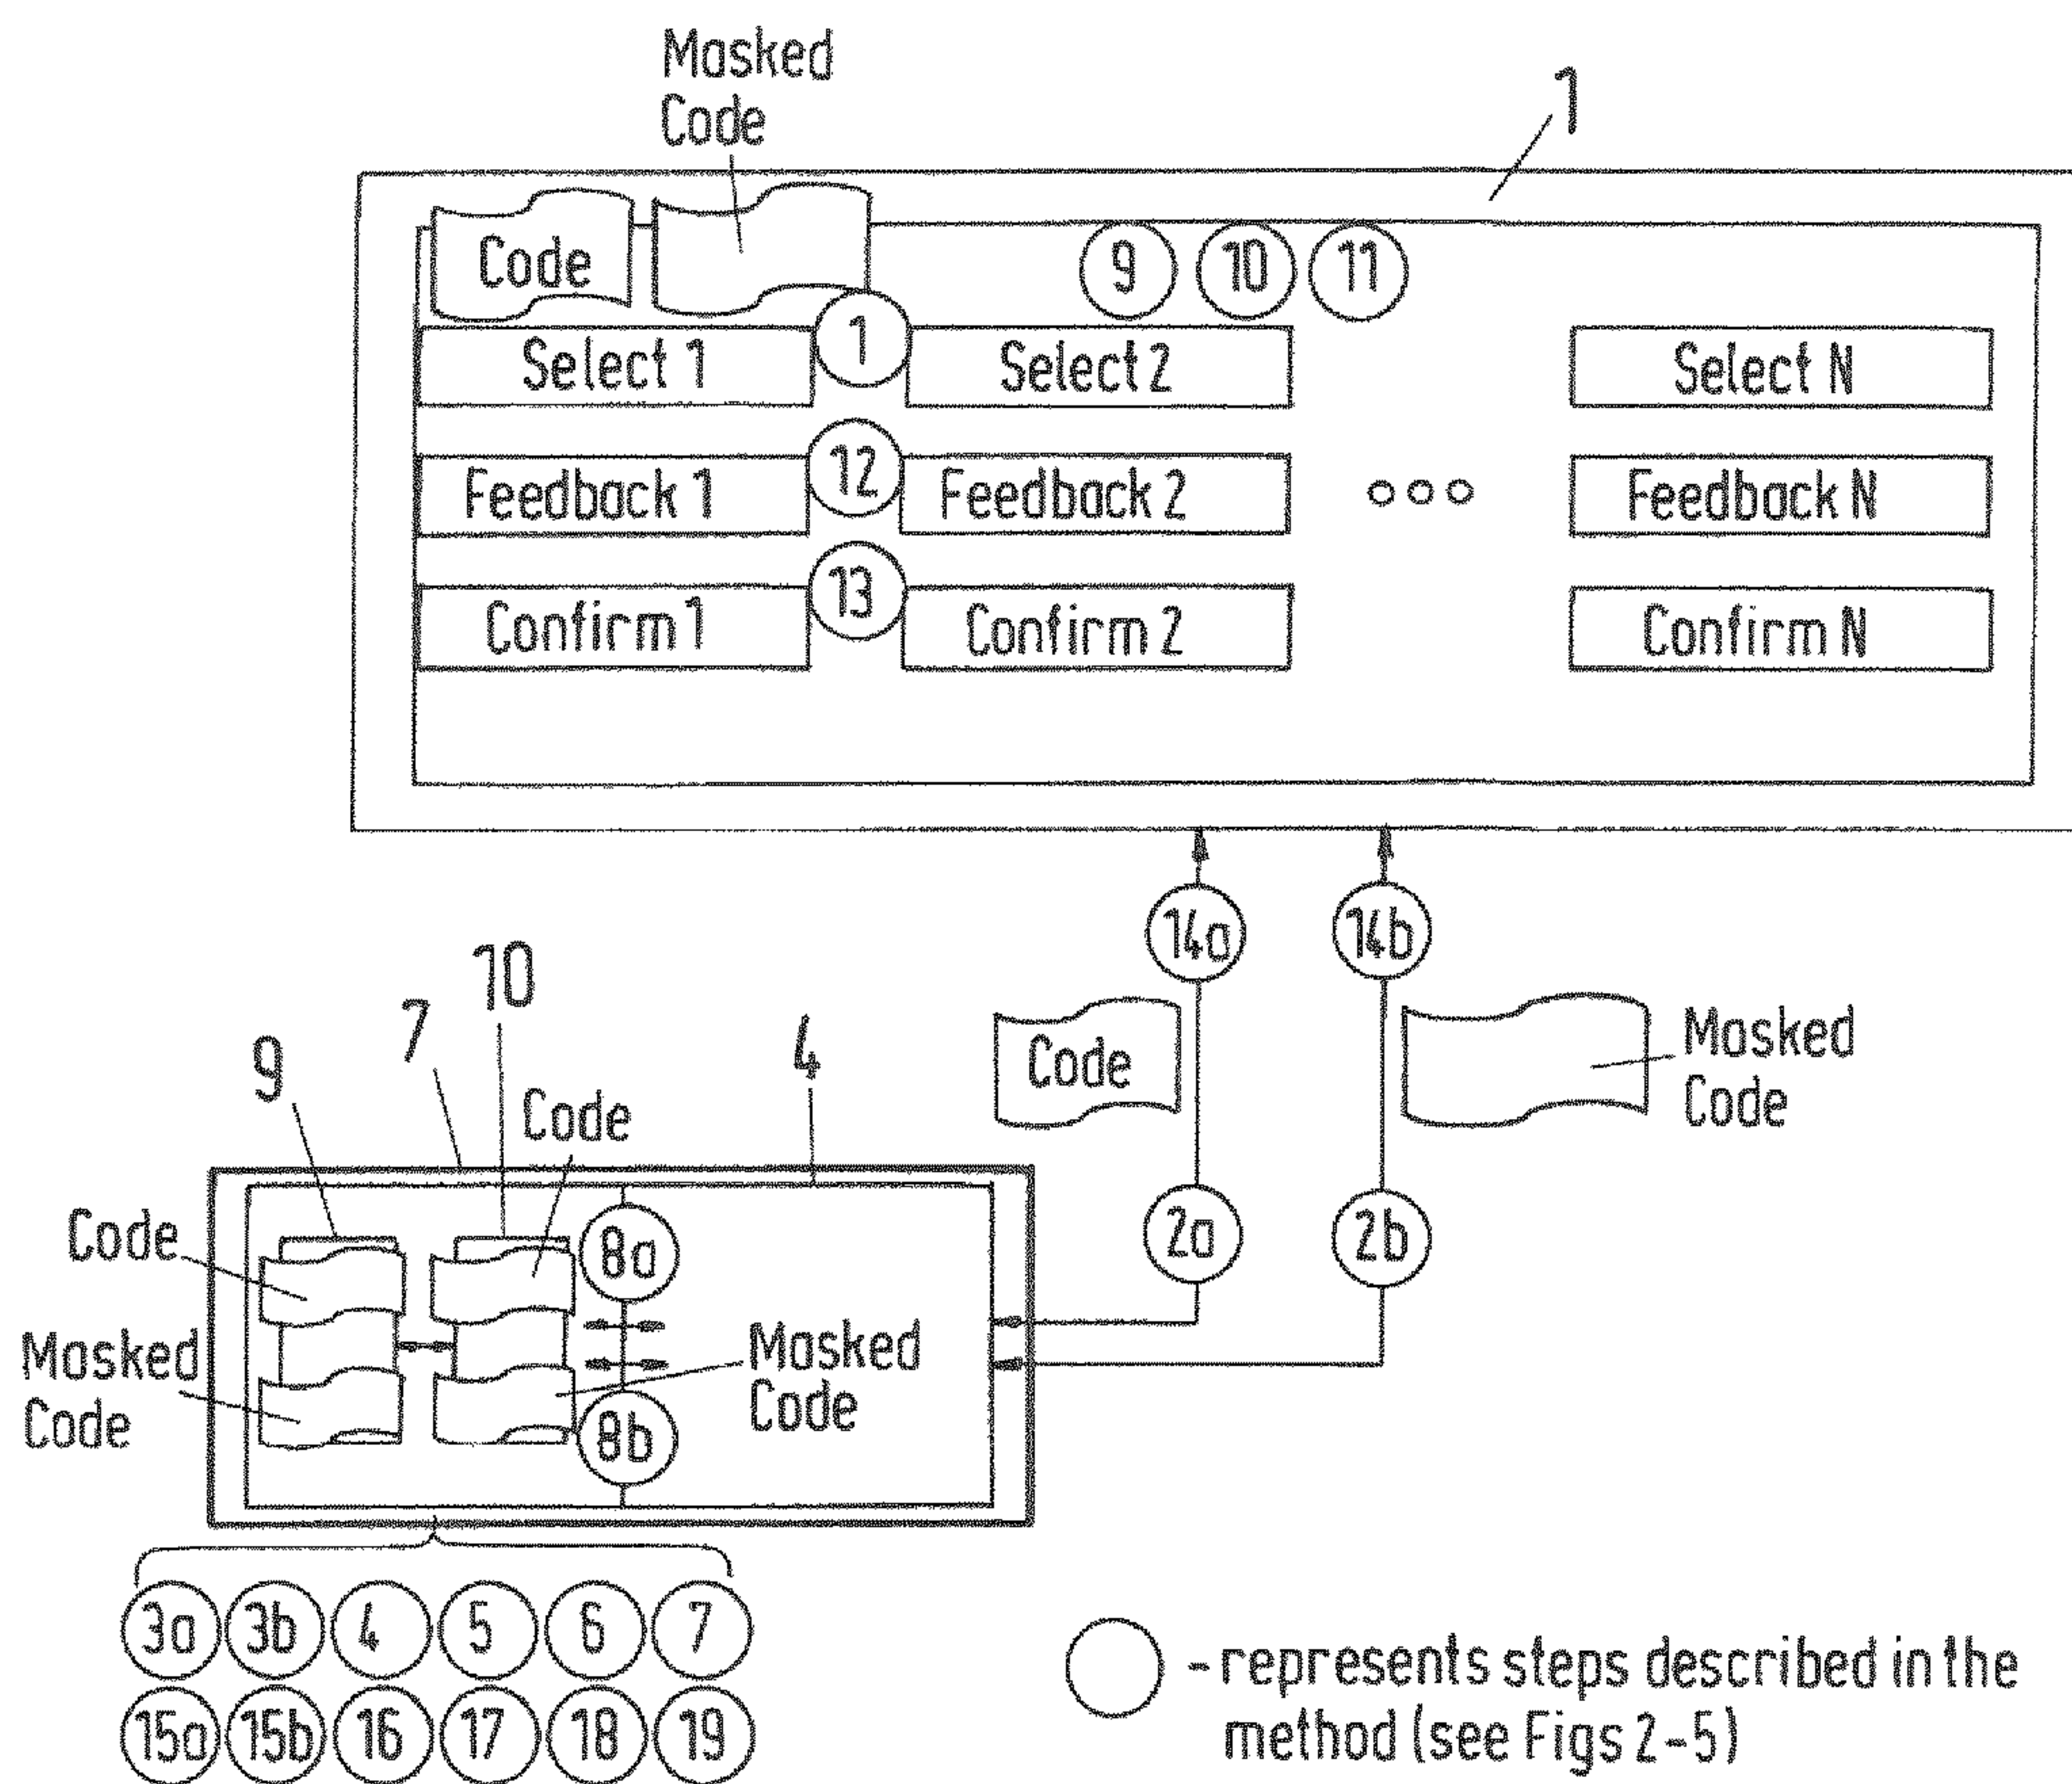 Masked
Code
1
Code
9 10 11
1
Select 1
Select 2
Select N
12
Feedback 1
Feedback 2
Feedback N
13
Confirm 1
Confirm 2
Confirm N
14a 14b
10
7
9
4
Code
Code
Masked
Code
2a 2b
8a
Code
Masked
Code
Masked
Code
8b
3a 3b 4 5 6 7
15a 15b 16 17 18 19
- represents steps described in the
method (see Figs 2-5)